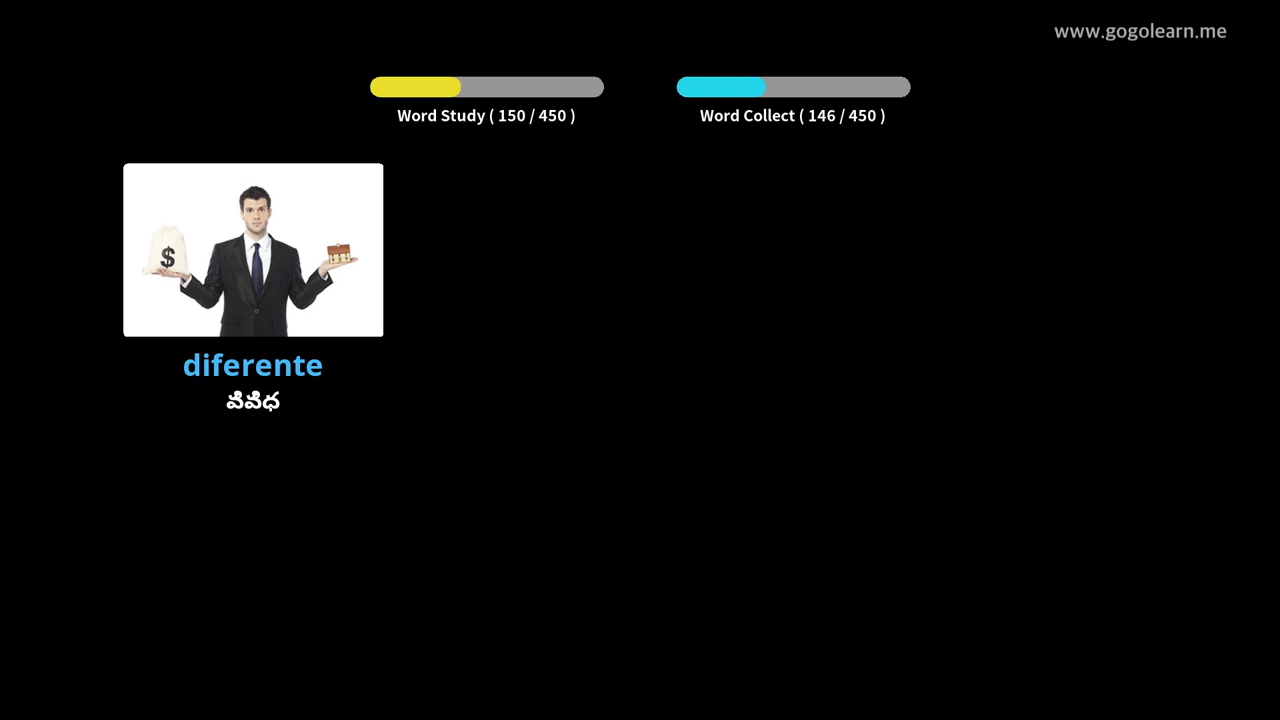 www.gogolearn.me
Word Study ( 150 / 450 )
Word Collect ( 146 / 450 )
$
diferente
వివిధ